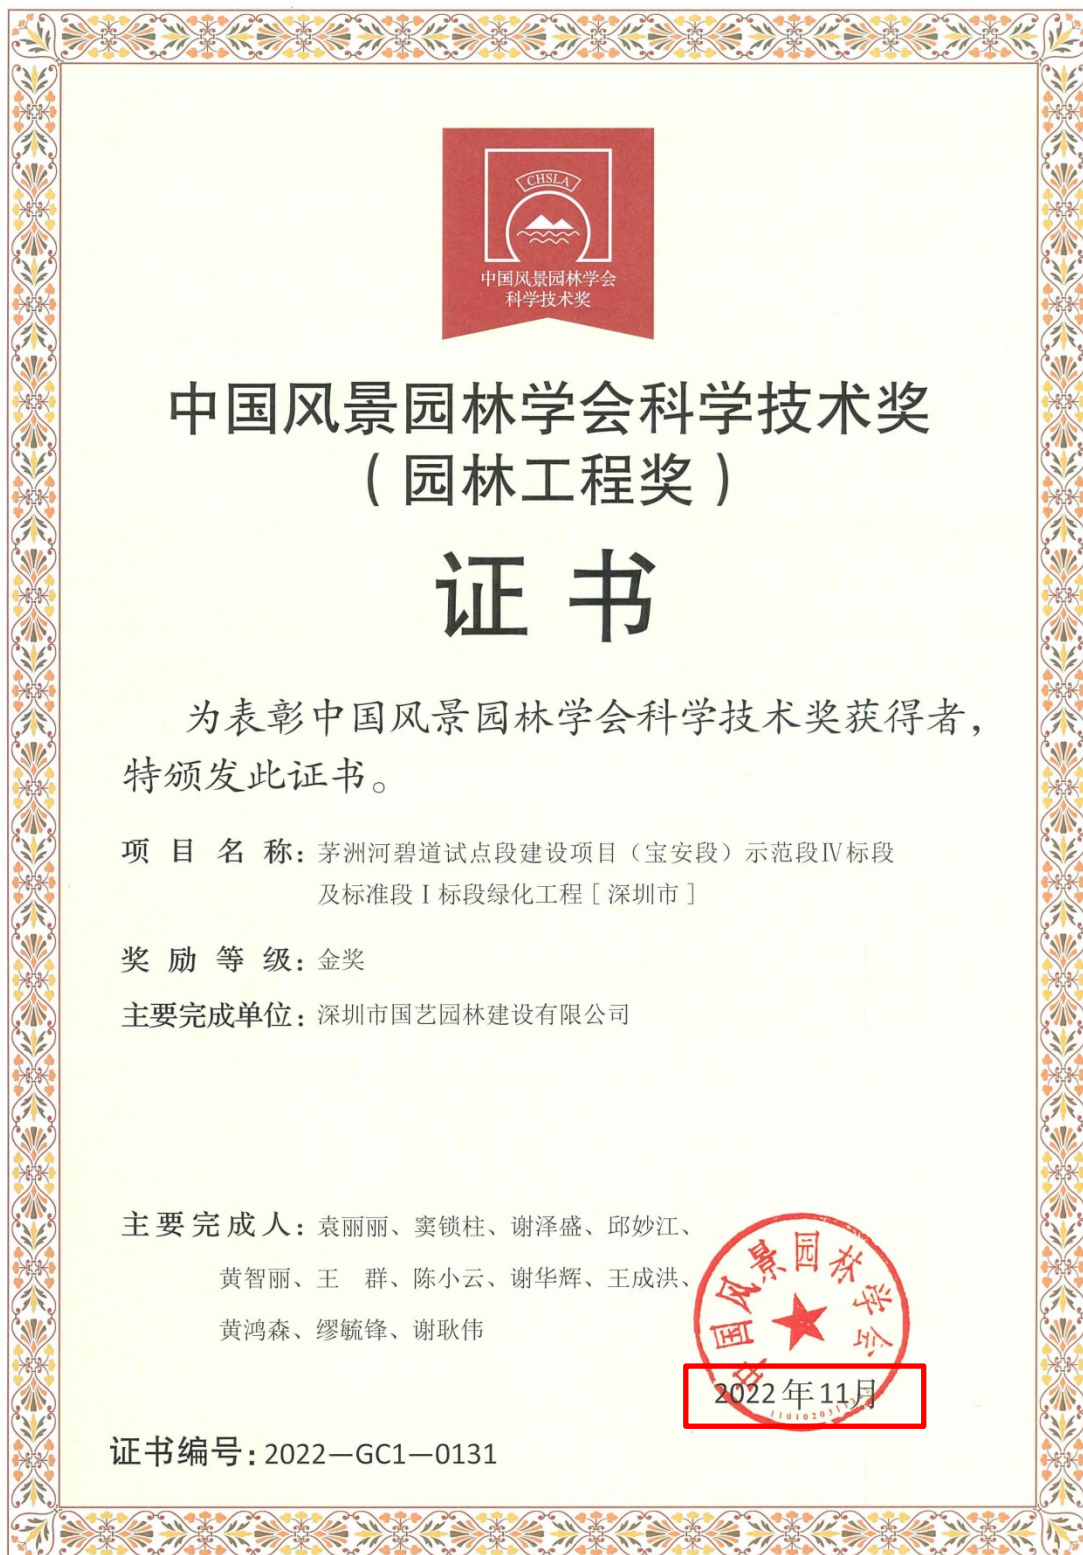 CHSLA
中国风景园林学会
科学技术奖
中国风景园林学会科学技术奖
（园林工程奖）
证书
为表彰中国风景园林学会科学技术奖获得者，
特颁发此证书。
项目名称：茅洲河碧道试点段建设项目（宝安段）示范段Ⅳ标段
及标准段Ⅰ标段绿化工程［深圳市］
奖励等级：金奖
主要完成单位：深圳市国艺园林建设有限公司
主要完成人：袁丽丽、窦锁柱、谢泽盛、邱妙江、
黄智丽、王 群、陈小云、谢华辉、王成洪、
黄鸿森、缪毓锋、谢耿伟
中国风景园林学会
2022年11月
证书编号：2022—GC1—0131